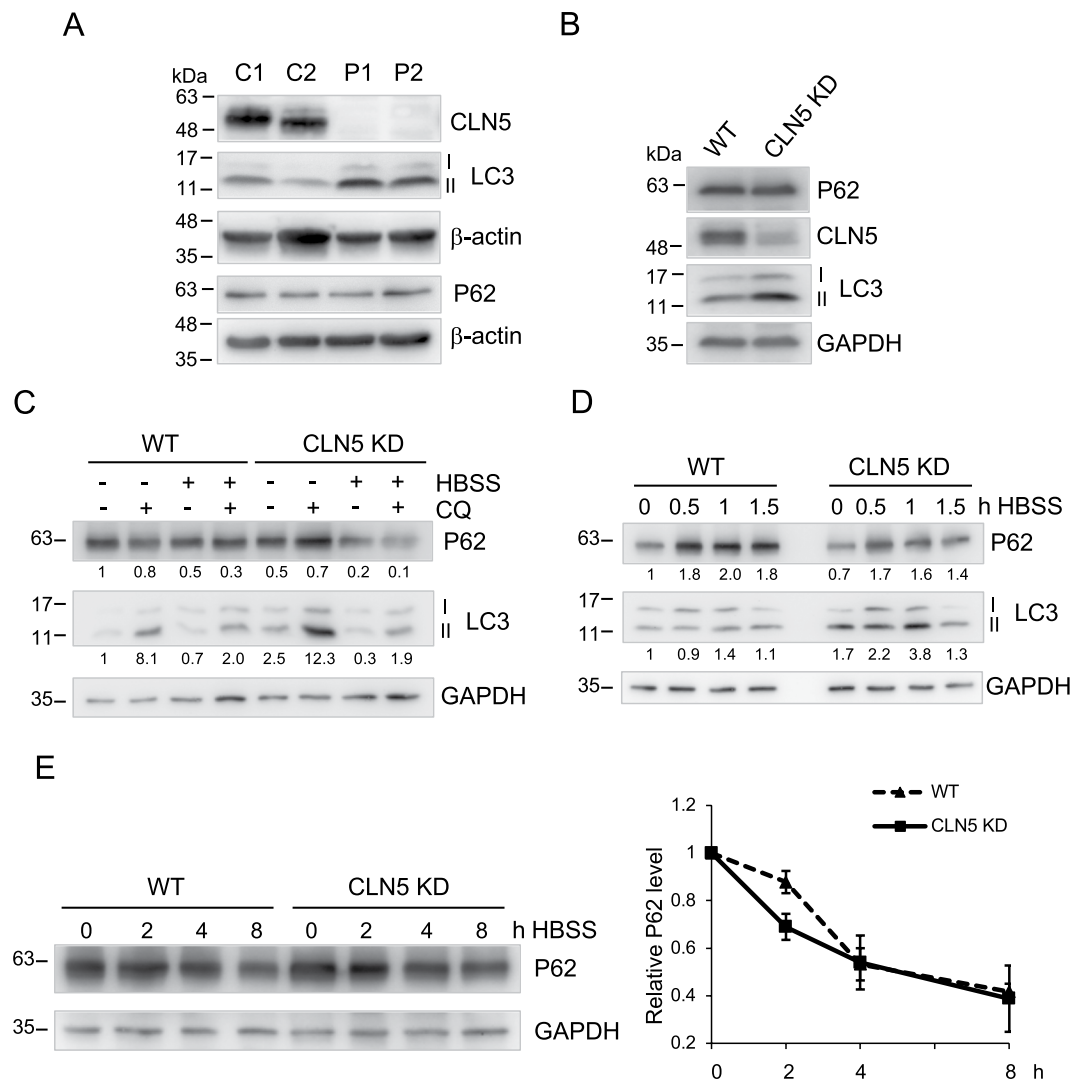 A
kDa C1 C2 P1 P2
63
48
CLN5
17
11
I
II
LC3
48
35
β-actin
63
P62
48
35
β-actin
B
kDa WT CLN5 KD
63
P62
48
CLN5
17
11
I
II
LC3
35
GAPDH
C
WT CLN5 KD
- - + + - - + + HBSS
- + - + - + - + CQ
63
P62
1 0.8 0.5 0.3 0.5 0.7 0.2 0.1
17
11
I
II
LC3
1 8.1 0.7 2.0 2.5 12.3 0.3 1.9
35
GAPDH
D
WT CLN5 KD
0 0.5 1 1.5 0 0.5 1 1.5 h HBSS
63
P62
1 1.8 2.0 1.8 0.7 1.7 1.6 1.4
17
11
I
II
LC3
1 0.9 1.4 1.1 1.7 2.2 3.8 1.3
35
GAPDH
E
WT CLN5 KD
0 2 4 8 0 2 4 8 h HBSS
63
P62
35
GAPDH
WT
CLN5 KD
Relative P62 level
1.2
1
0.8
0.6
0.4
0.2
0 2 4 8 h